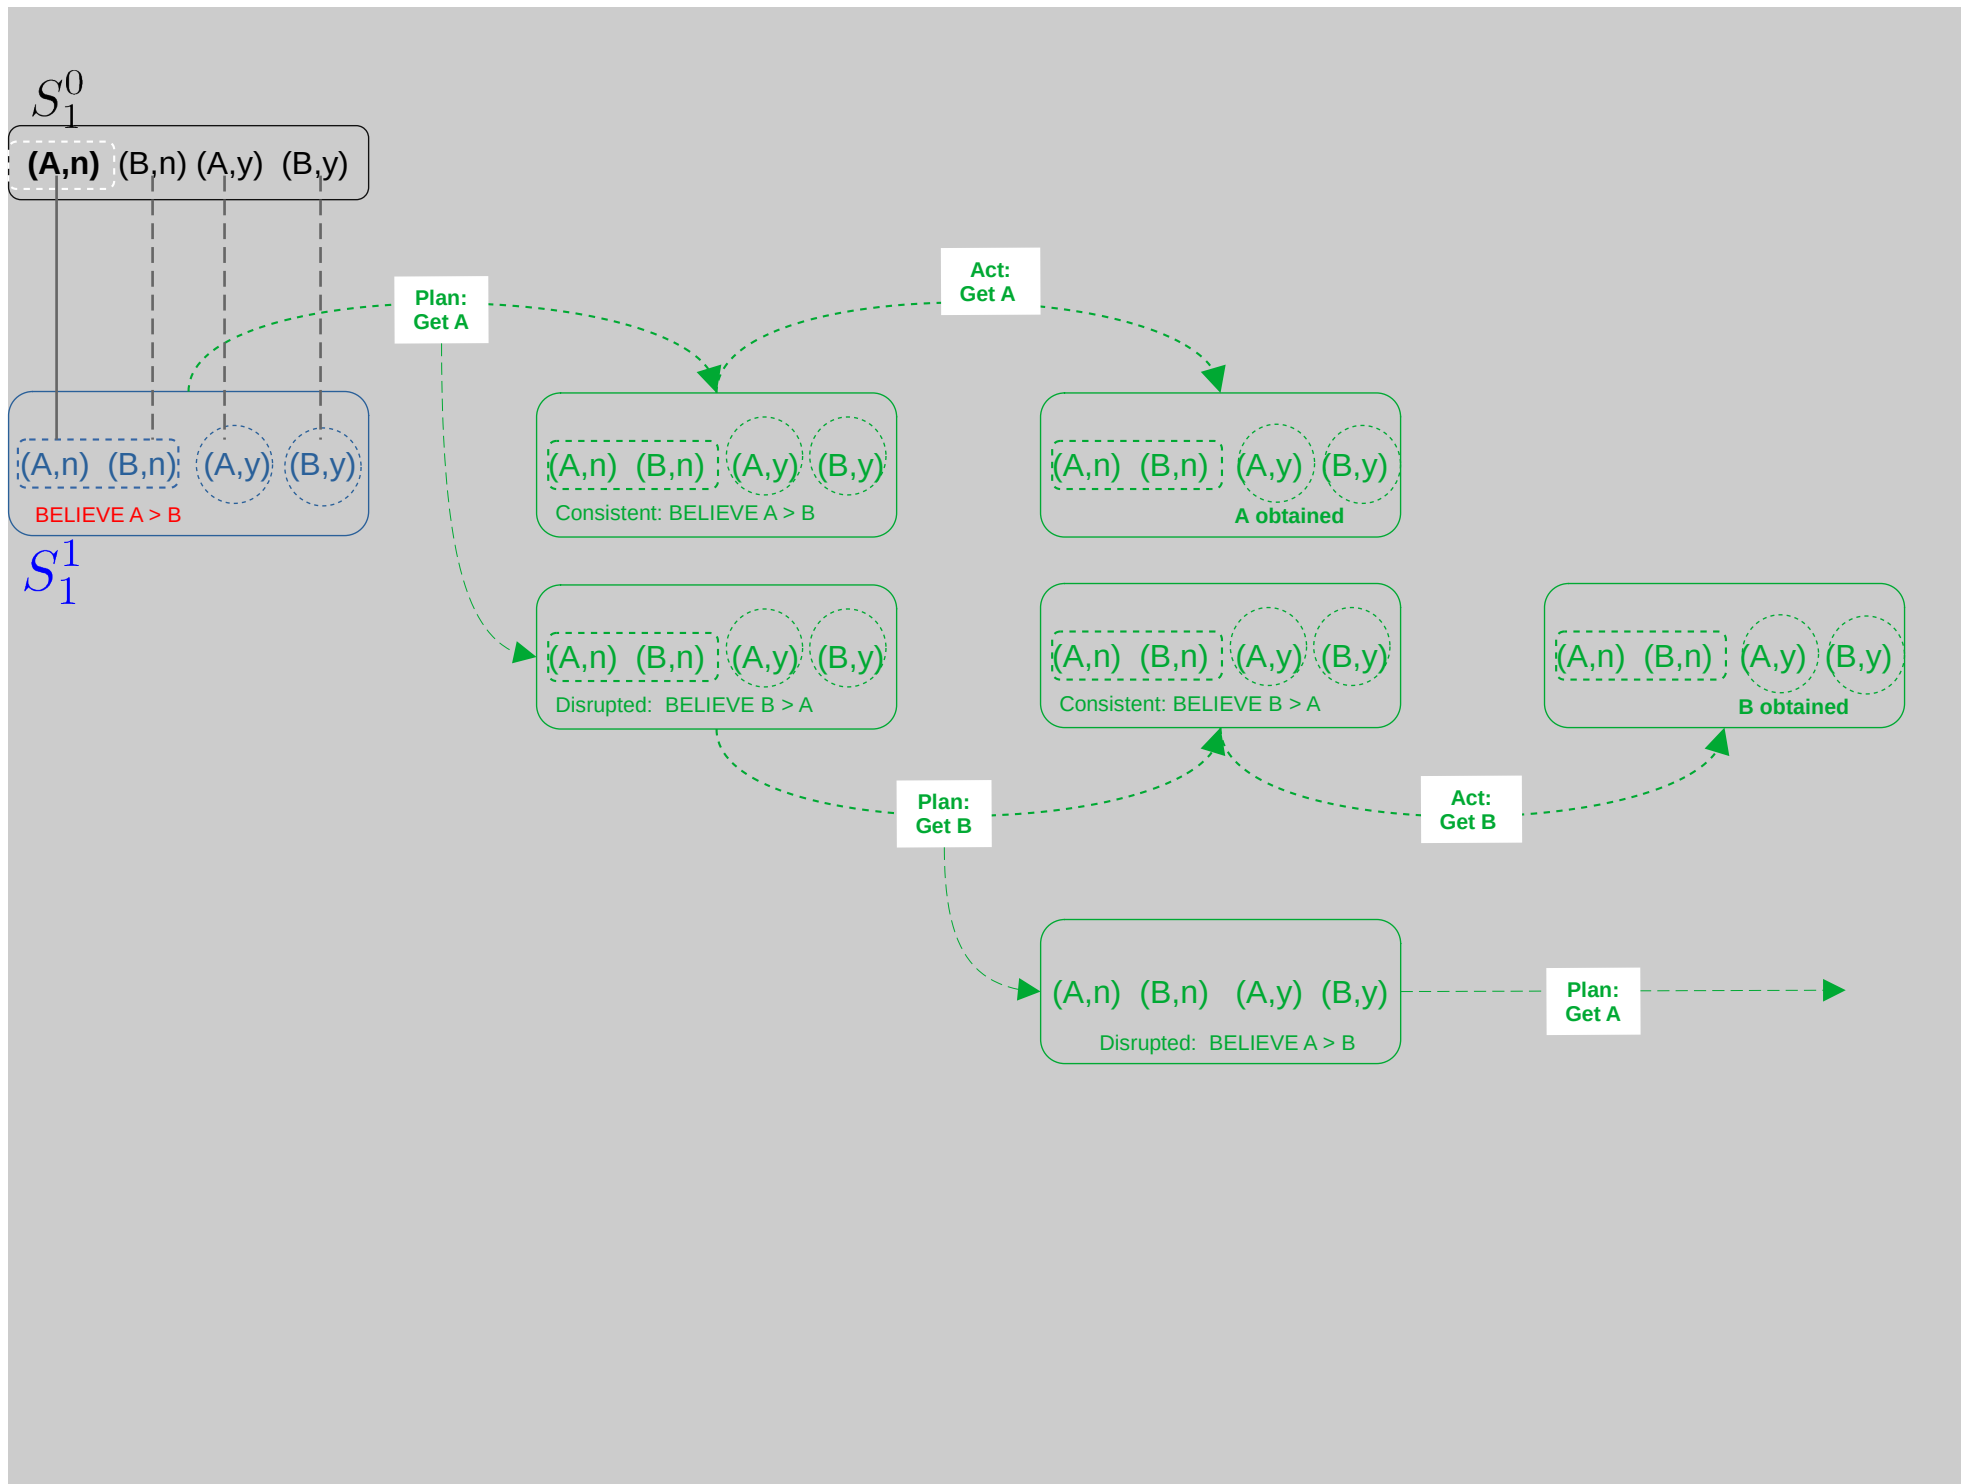 S_1^0
(A,n) (B,n) (A,y) (B,y)
Plan:
Get A
Act:
Get A
(A,n) (B,n) (A,y) (B,y)
BELIEVE A > B
S_1^1
(A,n) (B,n) (A,y) (B,y)
Consistent: BELIEVE A > B
(A,n) (B,n) (A,y) (B,y)
A obtained
(A,n) (B,n) (A,y) (B,y)
Disrupted: BELIEVE B > A
(A,n) (B,n) (A,y) (B,y)
Consistent: BELIEVE B > A
(A,n) (B,n) (A,y) (B,y)
B obtained
Plan:
Get B
Act:
Get B
(A,n) (B,n) (A,y) (B,y)
Disrupted: BELIEVE A > B
Plan:
Get A